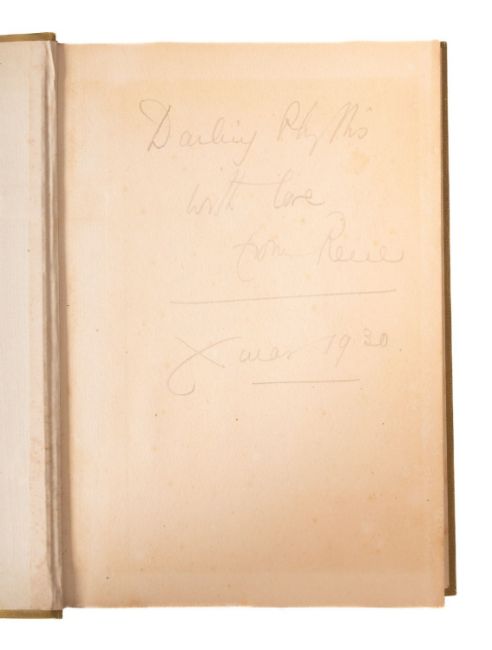 Darling Phyllis
with love
from Rene
Xmas 1930